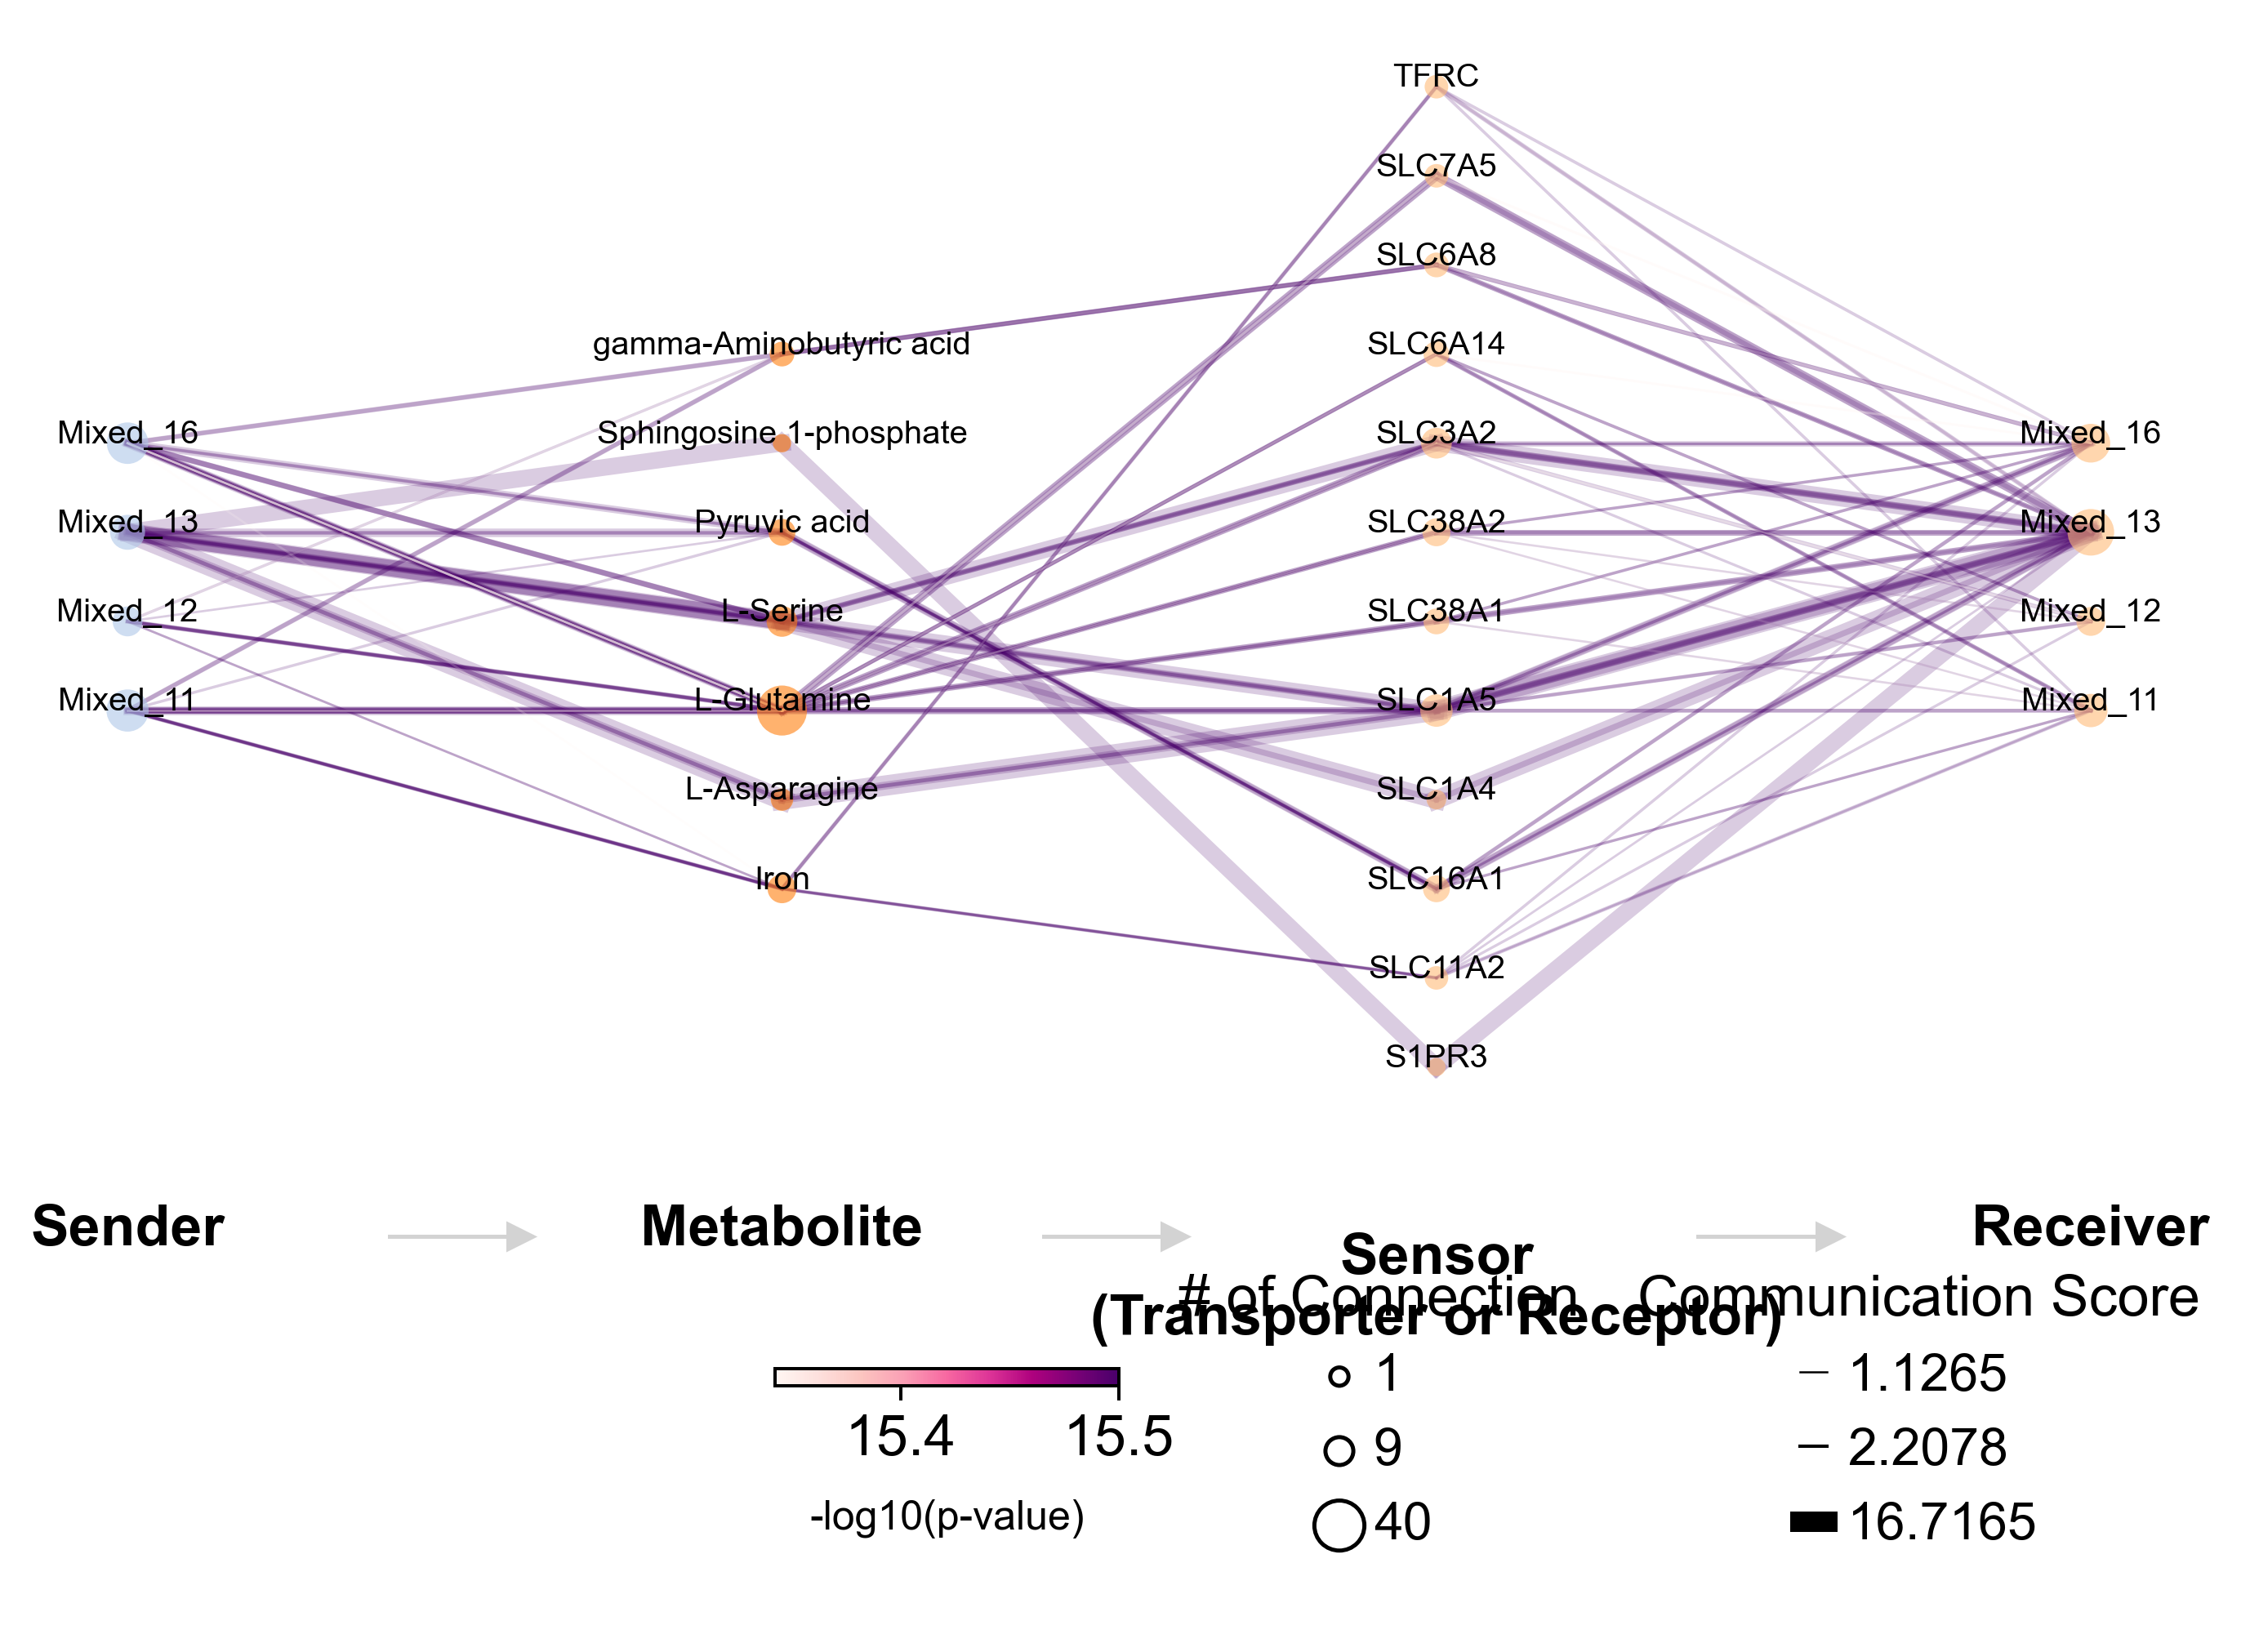 TFRC
SLC7A5
SLC6A8
gamma-Aminobutyric acid
SLC6A14
Mixed_16
Sphingosine 1-phosphate
SLC3A2
Mixed_16
Mixed_13
Pyruvic acid
SLC38A2
Mixed_13
Mixed_12
L-Serine
SLC38A1
Mixed_12
Mixed_11
L-Glutamine
SLC1A5
Mixed_11
L-Asparagine
SLC1A4
Iron
SLC16A1
SLC11A2
S1PR3
Sender
Metabolite
Sensor
(Transporter or Receptor)
Receiver
# of Connection
Communication Score
15.4
15.5
-log10(p-value)
1
9
40
1.1265
2.2078
16.7165